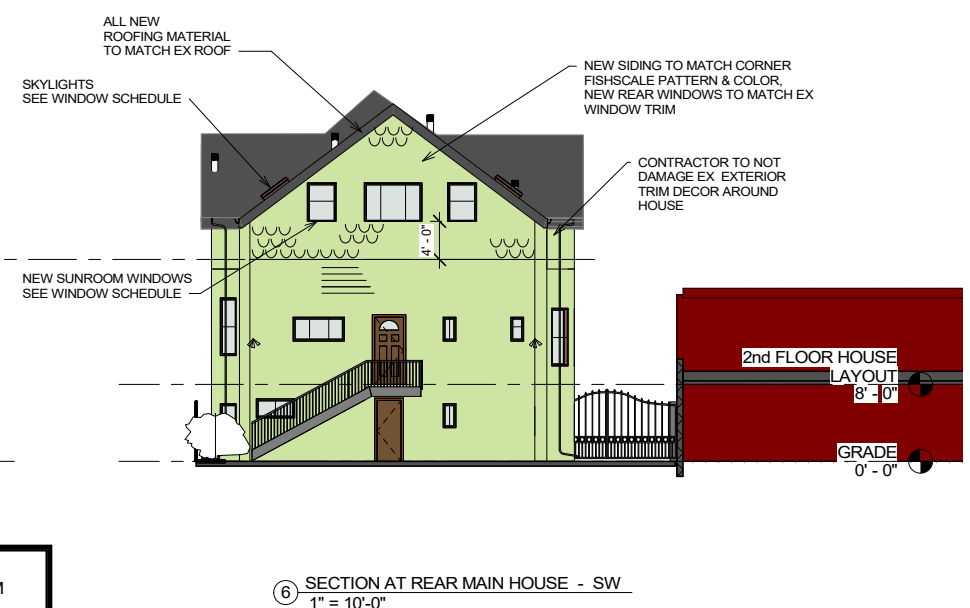 ALL NEW
ROOFING MATERIAL
TO MATCH EX ROOF
SKYLIGHTS
SEE WINDOW SCHEDULE
NEW SIDING TO MATCH CORNER
FISHSCALE PATTERN & COLOR,
NEW REAR WINDOWS TO MATCH EX
WINDOW TRIM
CONTRACTOR TO NOT
DAMAGE EX EXTERIOR
TRIM DECOR AROUND
HOUSE
4' - 0"
NEW SUNROOM WINDOWS
SEE WINDOW SCHEDULE
2nd FLOOR HOUSE
LAYOUT
8' - 0"
GRADE
0' - 0"
6 SECTION AT REAR MAIN HOUSE - SW
1" = 10'-0"